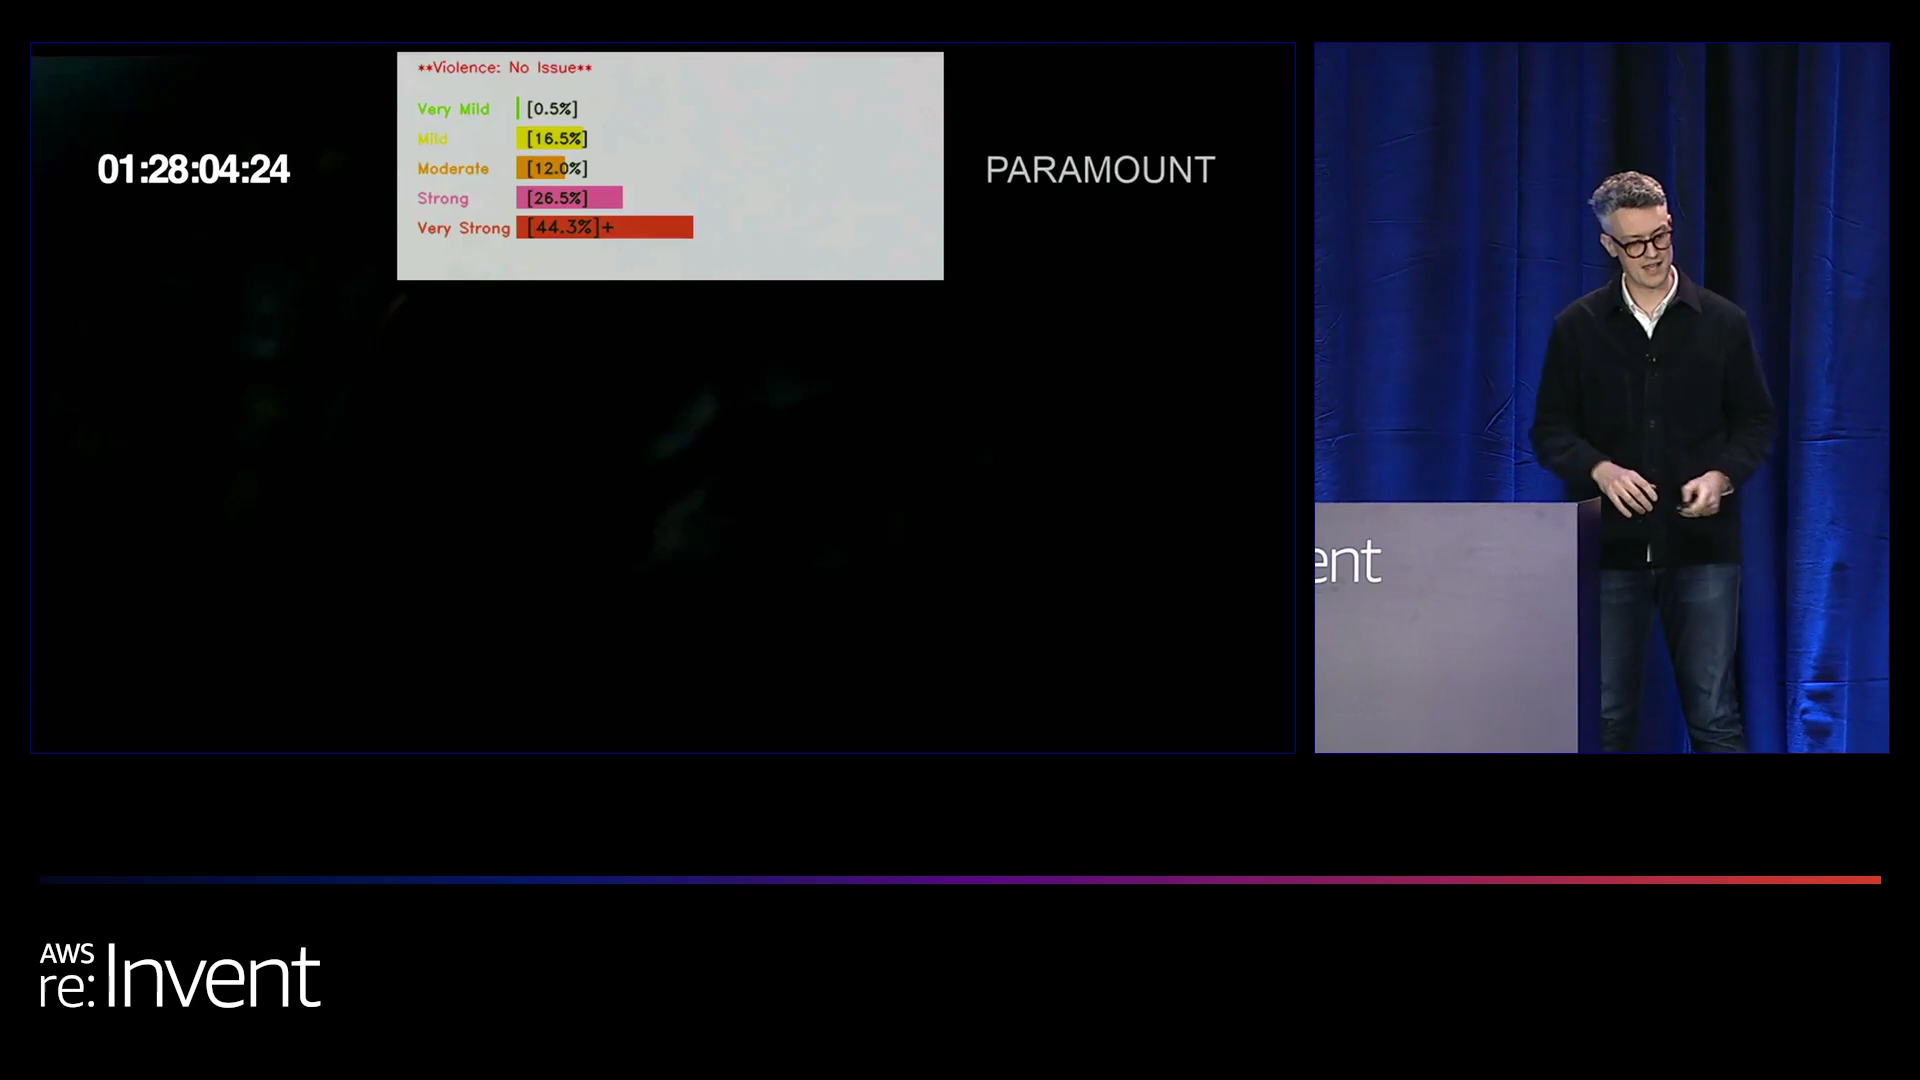 **Violence: No Issue**
Very Mild [0.5%]
Mild [16.5%]
Moderate [12.0%]
Strong [26.5%]
Very Strong [44.3%]+
01:28:04:24
PARAMOUNT
ent
AWS
re:Invent